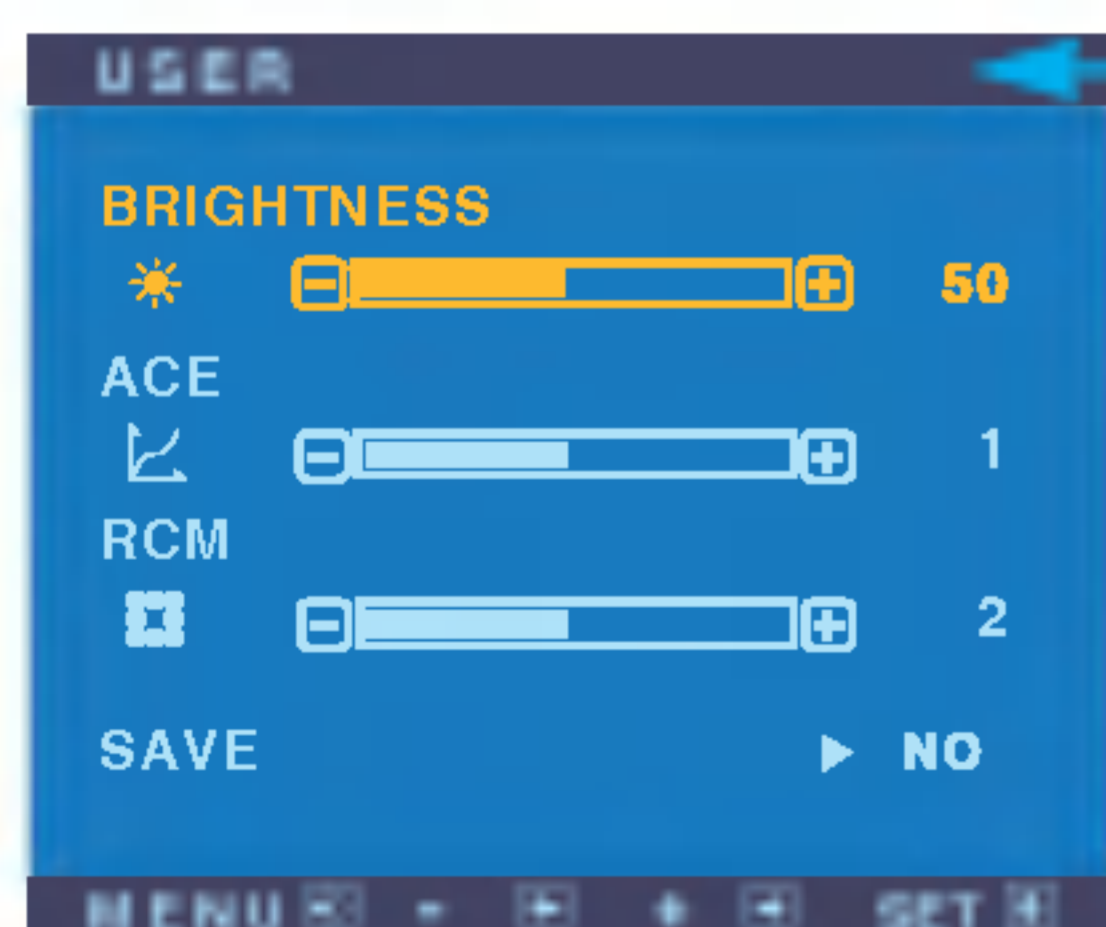 USER
BRIGHTNESS
50
ACE
1
RCM
2
SAVE ▶ NO
MENU - + SET